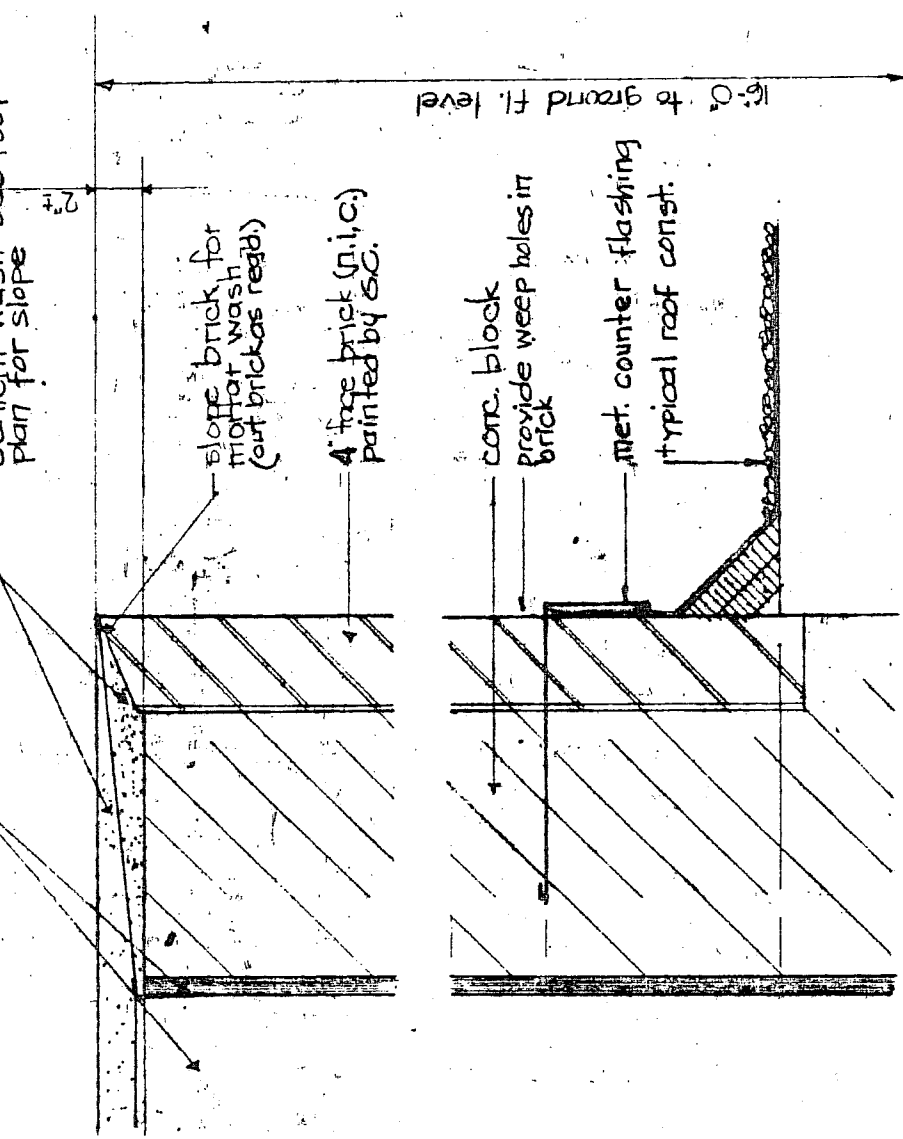 plan for slope
2"±
slope brick for
mortar wash
(cut brick as reqd.)
4" face brick (n.i.c.)
painted by G.C.
conc. block
provide weep holes in
brick
met. counter flashing
typical roof const.
16'-0" to ground fl. level